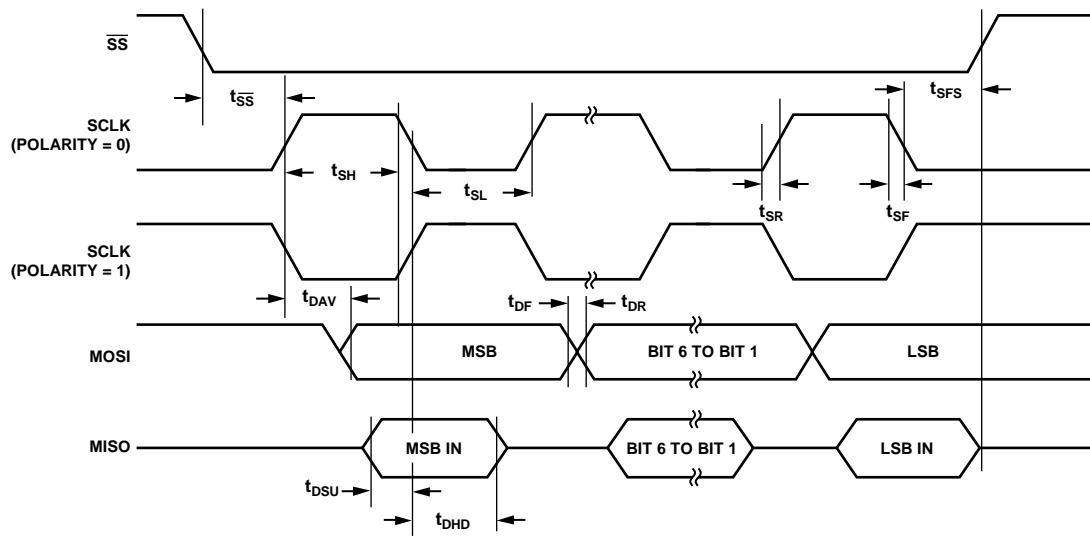 SS
tSS
tSFS
SCLK
(POLARITY = 0)
tSH
tSL
tSR
tSF
SCLK
(POLARITY = 1)
tDAV
tDF
tDR
MOSI
MSB
BIT 6 TO BIT 1
LSB
MISO
MSB IN
BIT 6 TO BIT 1
LSB IN
tDSU
tDHD